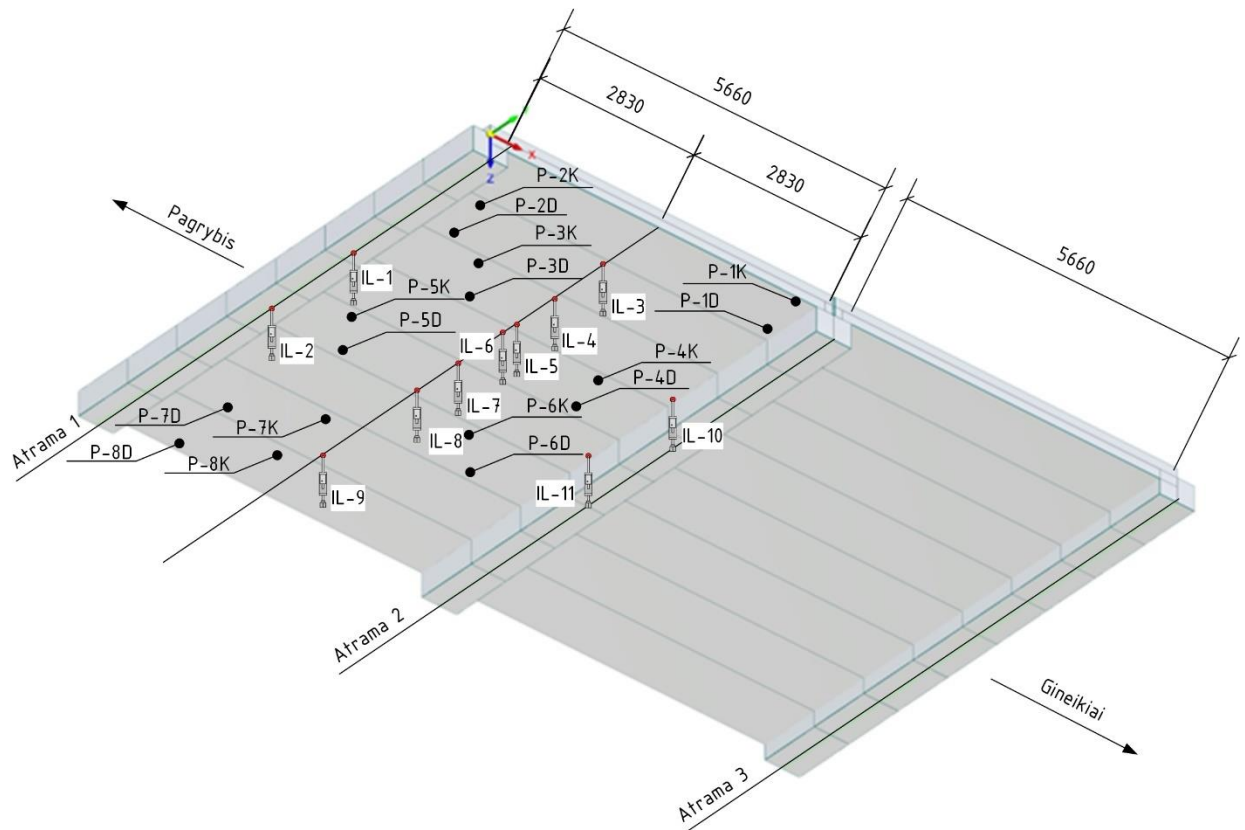 5660
2830
2830
5660
Y
X
Z
P-2K
P-2D
P-3K
P-3D
Pagrybis
IL-1
IL-3
P-1K
P-1D
P-5K
P-5D
IL-2
IL-4
IL-5
IL-6
P-4K
P-4D
IL-7
P-6K
IL-8
IL-10
P-7D
P-7K
Atrama 1
P-8D
P-8K
P-6D
IL-9
IL-11
Atrama 2
Gineikiai
Atrama 3